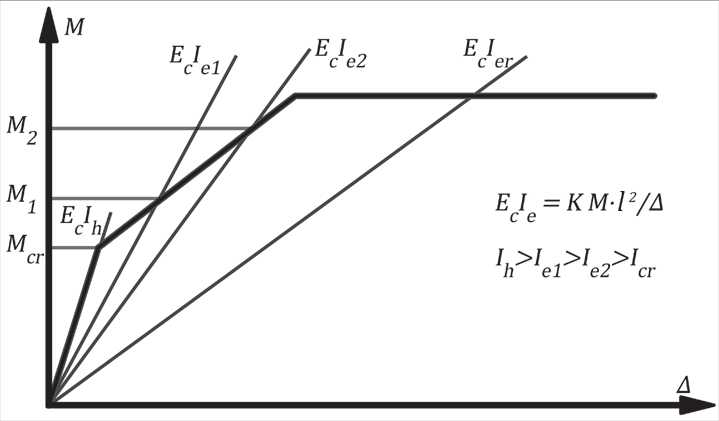 M
E_cI_e1
E_cI_e2
E_cI_er
M_2
M_1
E_cI_h
M_cr
E_cI_e = K M·l²/Δ
I_h>I_e1>I_e2>I_cr
Δ